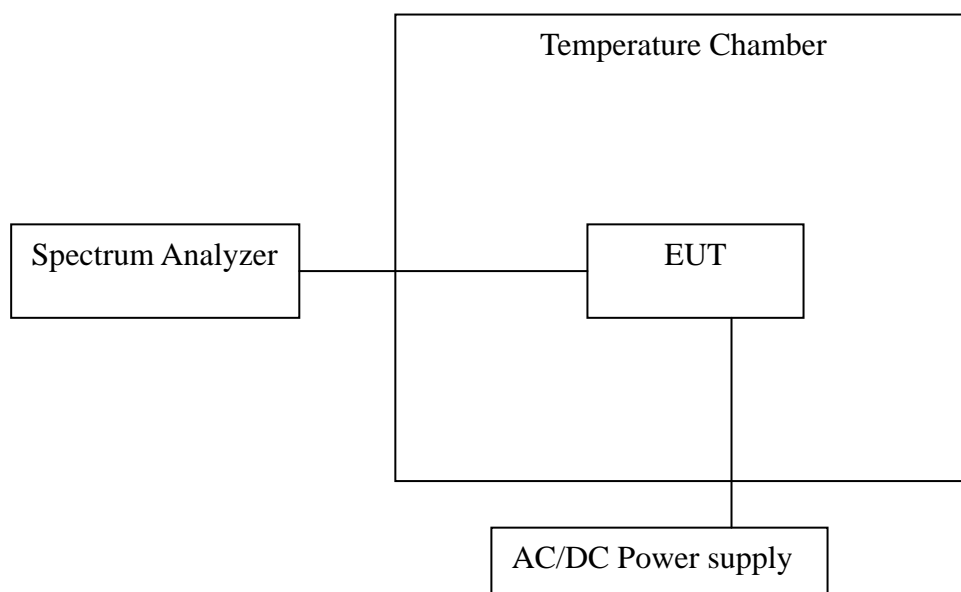 Temperature Chamber
Spectrum Analyzer
EUT
AC/DC Power supply